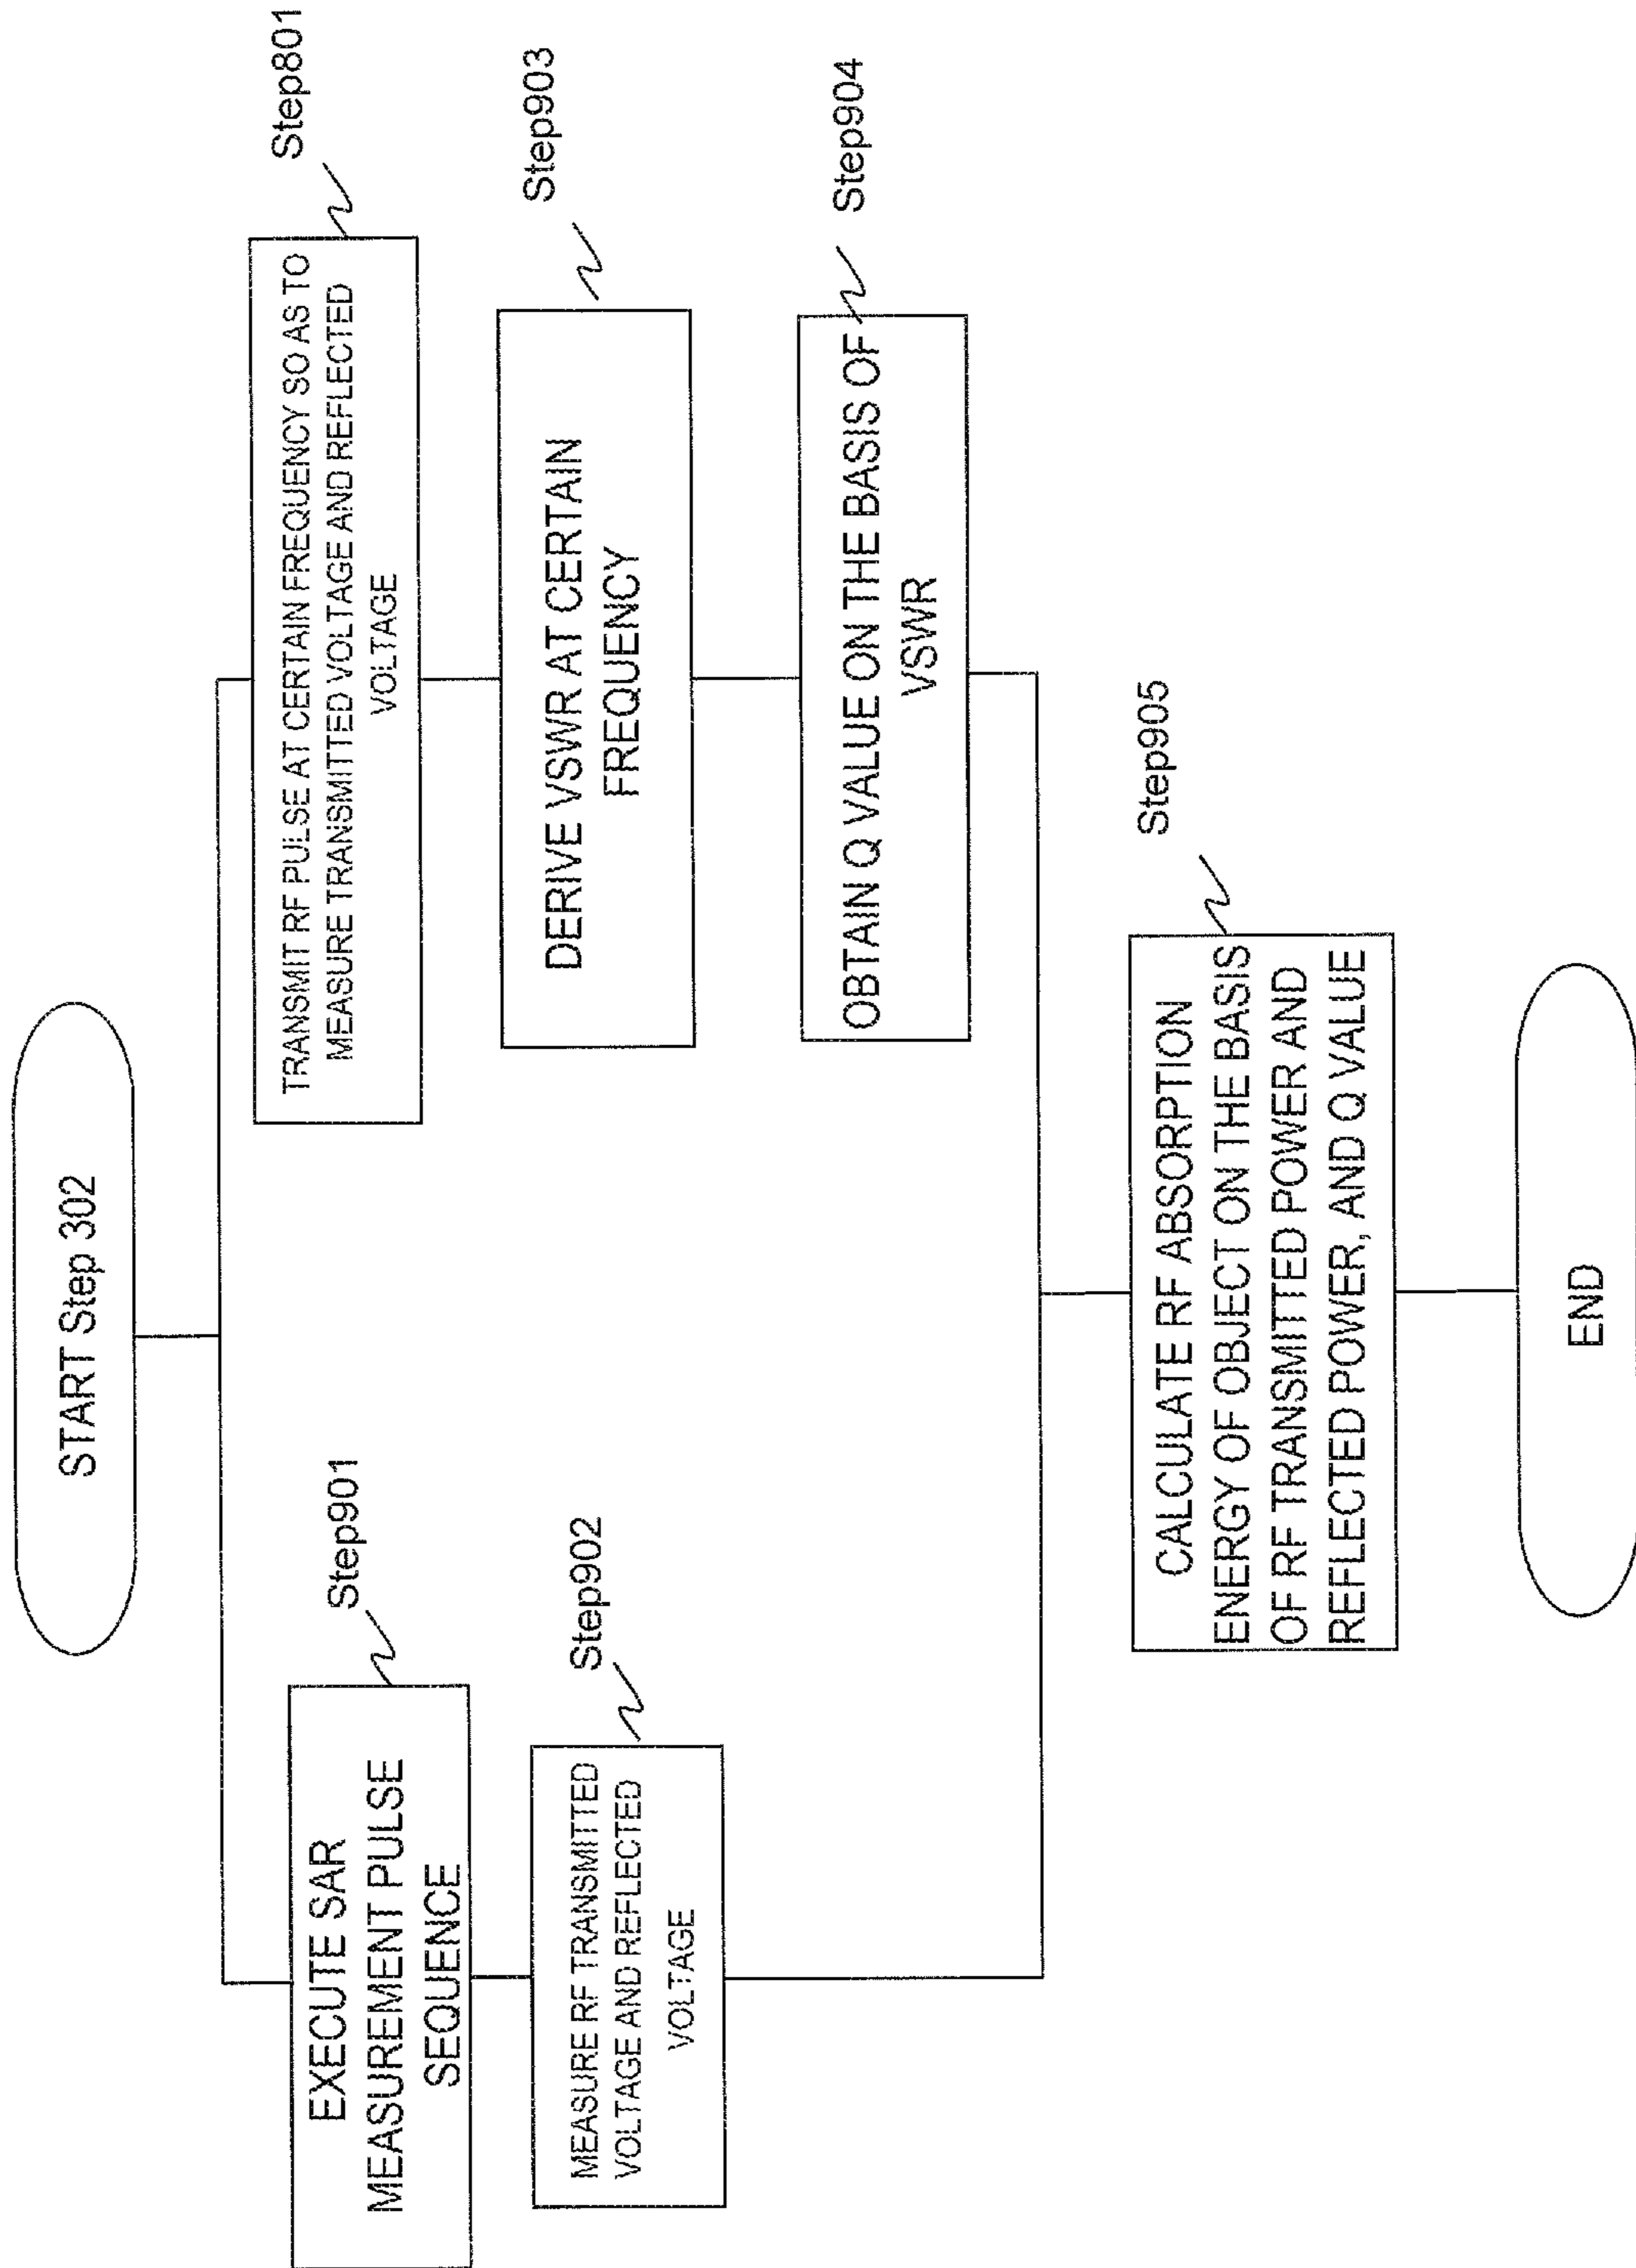 START Step 302
EXECUTE SAR
MEASUREMENT PULSE
SEQUENCE
Step901
MEASURE RF TRANSMITTED
VOLTAGE AND REFLECTED
VOLTAGE
Step902
TRANSMIT RF PULSE AT CERTAIN FREQUENCY SO AS TO
MEASURE TRANSMITTED VOLTAGE AND REFLECTED
VOLTAGE
Step801
DERIVE VSWR AT CERTAIN
FREQUENCY
Step903
OBTAIN Q VALUE ON THE BASIS OF
VSWR
Step904
CALCULATE RF ABSORPTION
ENERGY OF OBJECT ON THE BASIS
OF RF TRANSMITTED POWER AND
REFLECTED POWER, AND Q VALUE
Step905
END